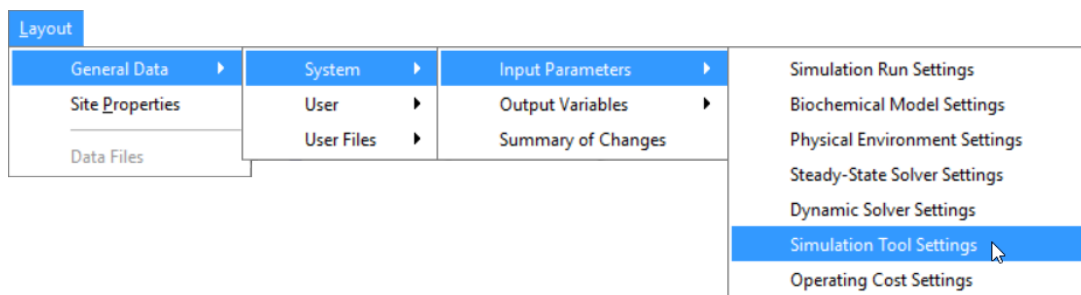 Layout
General Data
Site Properties
Data Files
System
User
User Files
Input Parameters
Output Variables
Summary of Changes
Simulation Run Settings
Biochemical Model Settings
Physical Environment Settings
Steady-State Solver Settings
Dynamic Solver Settings
Simulation Tool Settings
Operating Cost Settings